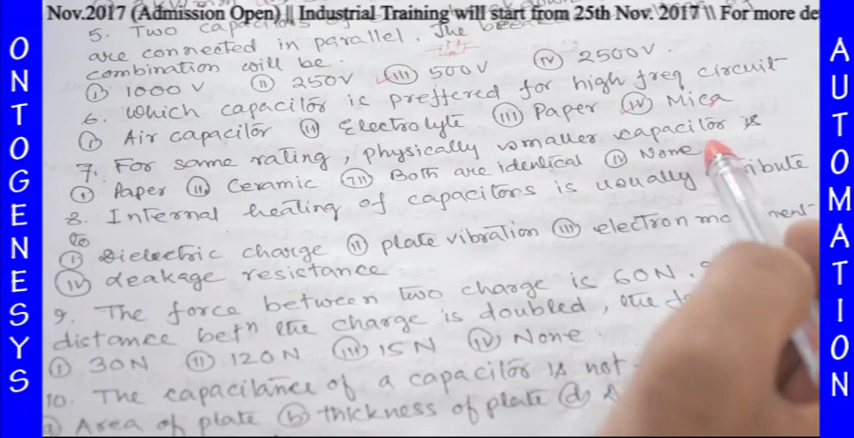 Nov.2017 (Admission Open) || Industrial Training will start from 25th Nov. 2017 \\ For more de
ONTOGENESYS
5. Two capacitors of
are connected in parallel. The
combination will be.
(i) 1000 V (ii) 250V (iii) 500V (iv) 2500V.
6. Which capacitor is preffered for high freq circuit
(i) Air capacitor (ii) Electrolyte (iii) Paper (iv) Mica
7. For same rating, physically smaller capacitor is
(i) Paper (ii) Ceramic (iii) Both are identical (iv) None
8. Internal heating of capacitors is usually ribute
to
(i) Dielectric charge (ii) plate vibration (iii) electron mo ment
(iv) Leakage resistance
9. The force between two charge is 60N.
distance betn the charge is doubled, the
(i) 30N (ii) 120N (iii) 15N (iv) None
10. The capacitance of a capacitor is not
Area of plate (b) thickness of plate
AUTOMATION